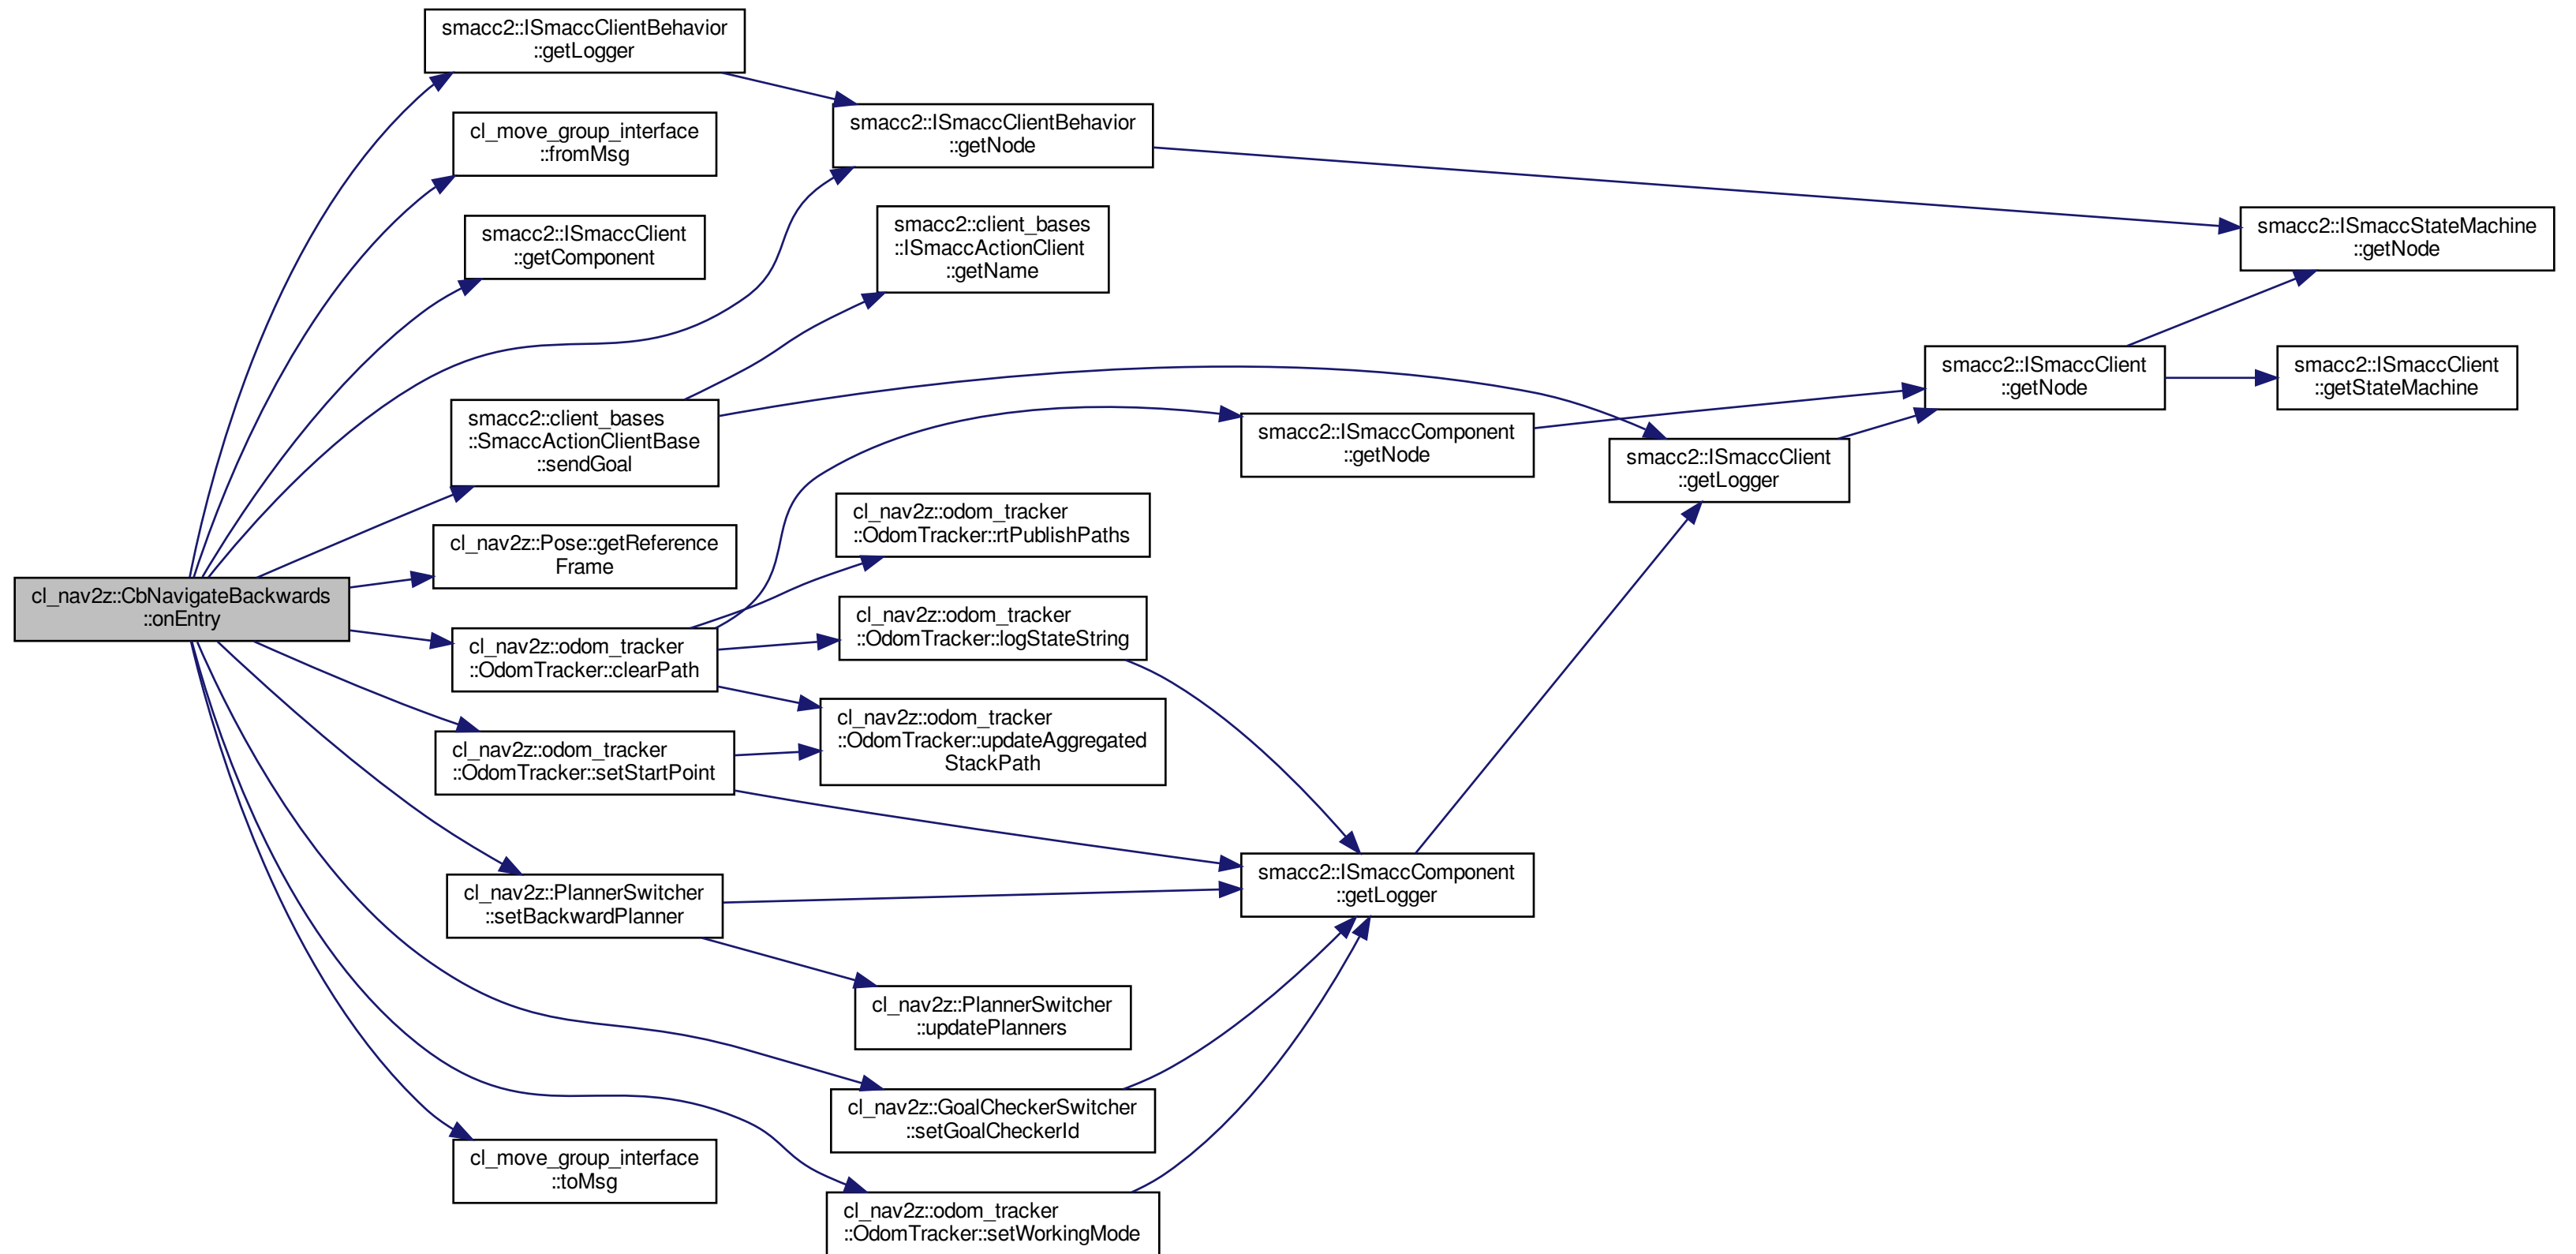 smacc2::ISmaccClientBehavior
::getLogger
cl_move_group_interface
::fromMsg
smacc2::ISmaccClientBehavior
::getNode
smacc2::ISmaccClient
::getComponent
smacc2::client_bases
::ISmaccActionClient
::getName
smacc2::ISmaccStateMachine
::getNode
smacc2::ISmaccClient
::getNode
smacc2::ISmaccClient
::getStateMachine
smacc2::client_bases
::SmaccActionClientBase
::sendGoal
smacc2::ISmaccComponent
::getNode
smacc2::ISmaccClient
::getLogger
cl_nav2z::odom_tracker
::OdomTracker::rtPublishPaths
cl_nav2z::Pose::getReference
Frame
cl_nav2z::CbNavigateBackwards
::onEntry
cl_nav2z::odom_tracker
::OdomTracker::logStateString
cl_nav2z::odom_tracker
::OdomTracker::clearPath
cl_nav2z::odom_tracker
::OdomTracker::updateAggregated
StackPath
cl_nav2z::odom_tracker
::OdomTracker::setStartPoint
smacc2::ISmaccComponent
::getLogger
cl_nav2z::PlannerSwitcher
::setBackwardPlanner
cl_nav2z::PlannerSwitcher
::updatePlanners
cl_nav2z::GoalCheckerSwitcher
::setGoalCheckerId
cl_move_group_interface
::toMsg
cl_nav2z::odom_tracker
::OdomTracker::setWorkingMode